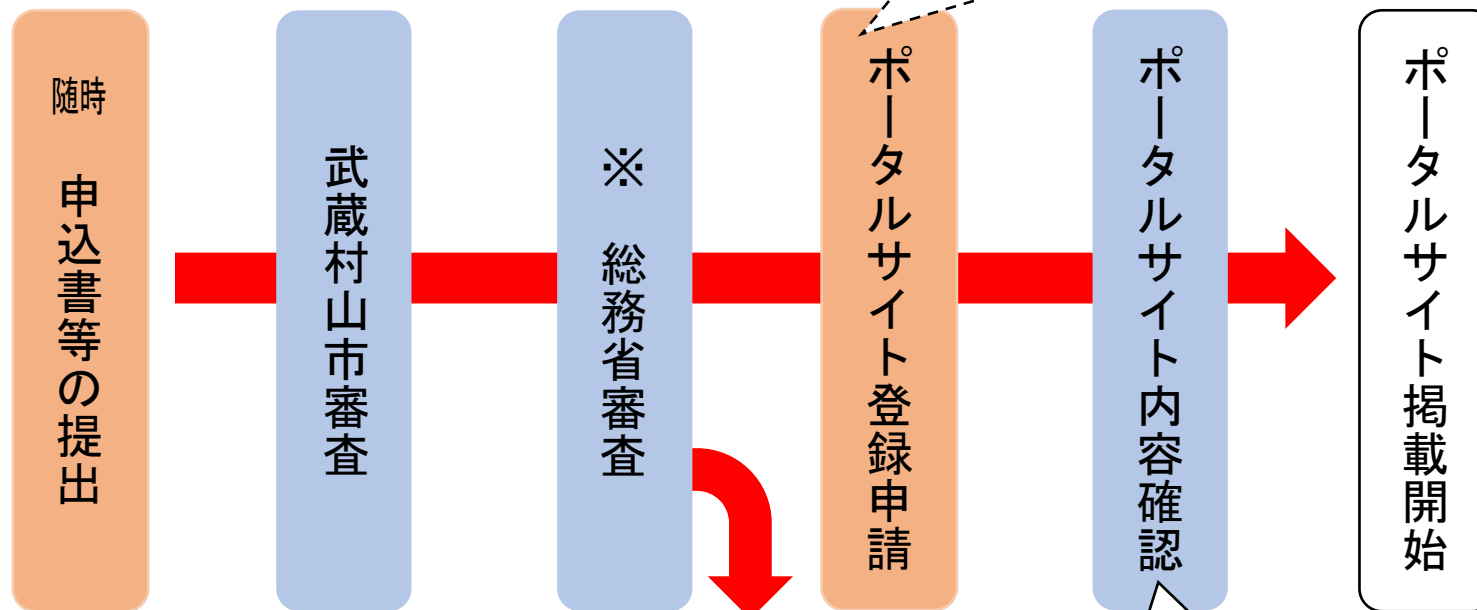 随時　申込書等の提出
武蔵村山市審査
※　総務省審査
ポータルサイト登録申請
ポータルサイト内容確認
ポータルサイト掲載開始